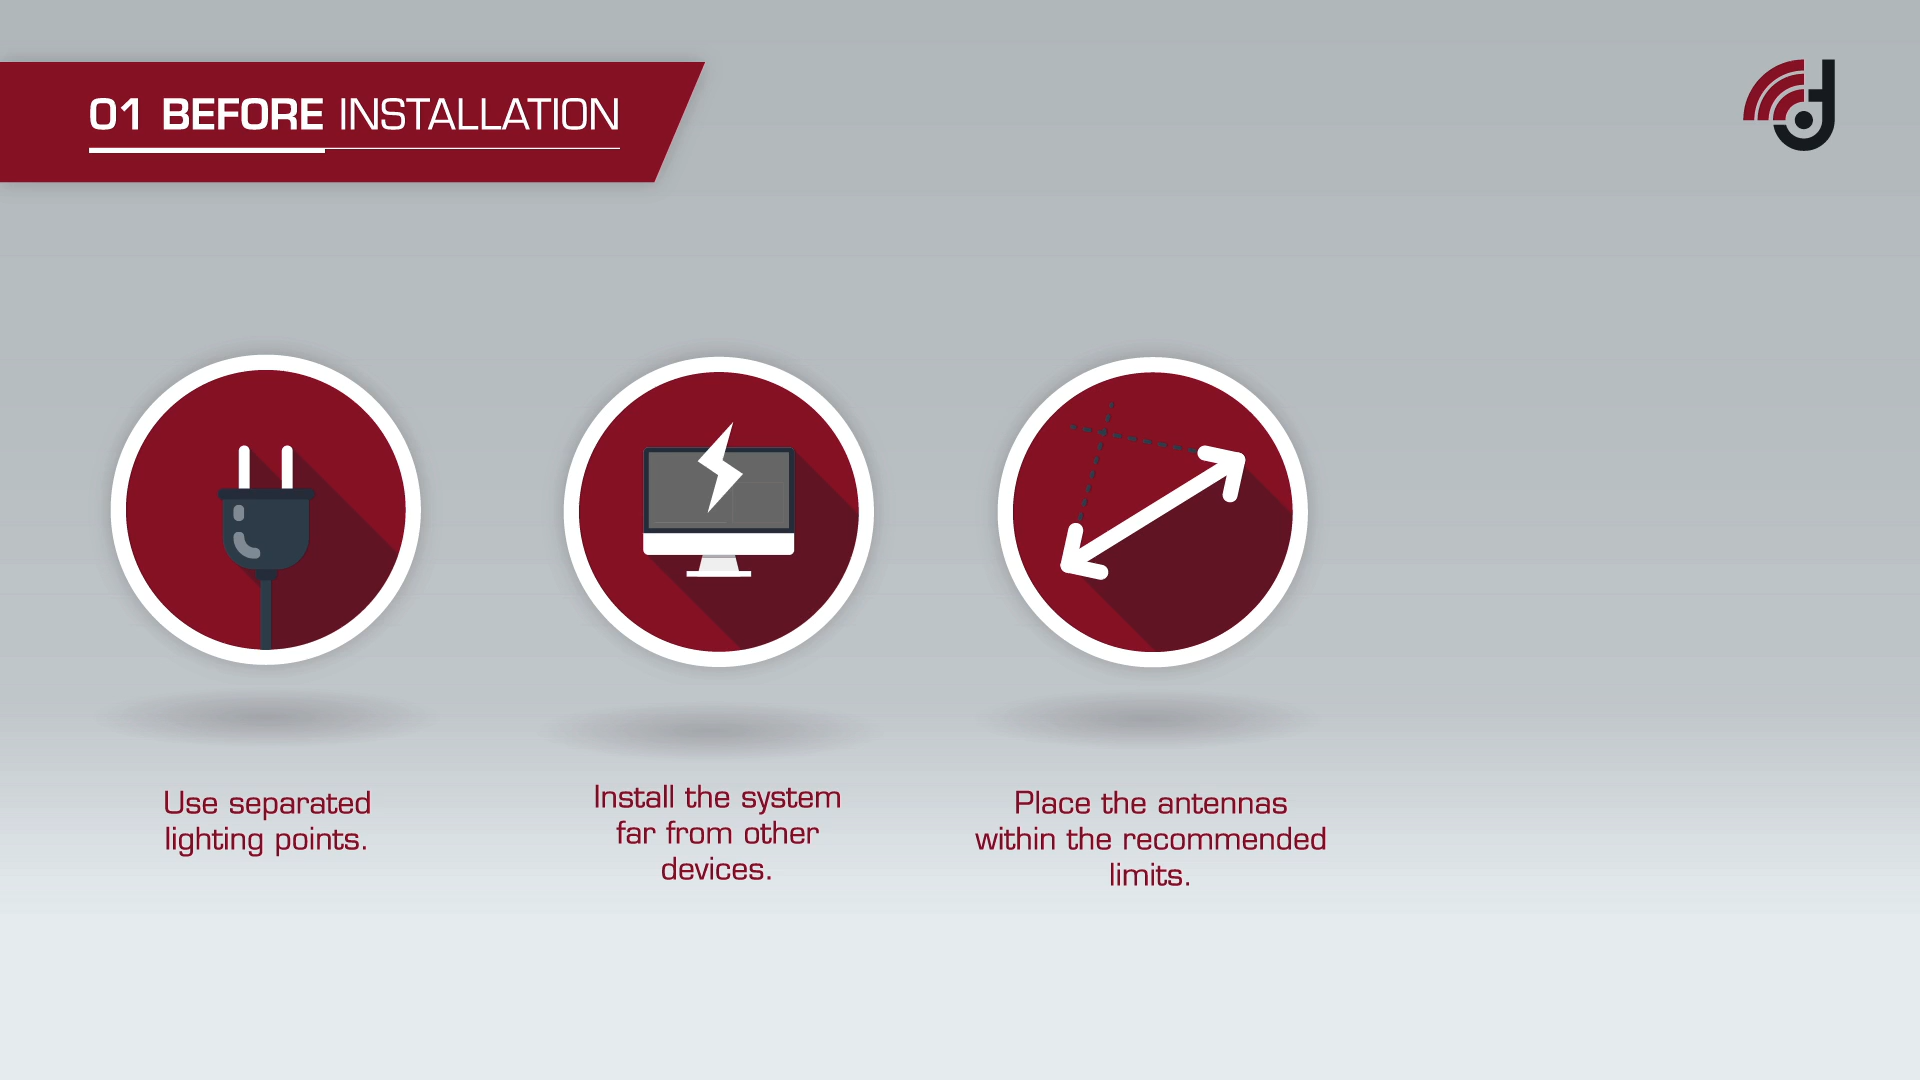 01 BEFORE INSTALLATION
Use separated
lighting points.
Install the system
far from other
devices.
Place the antennas
within the recommended
limits.